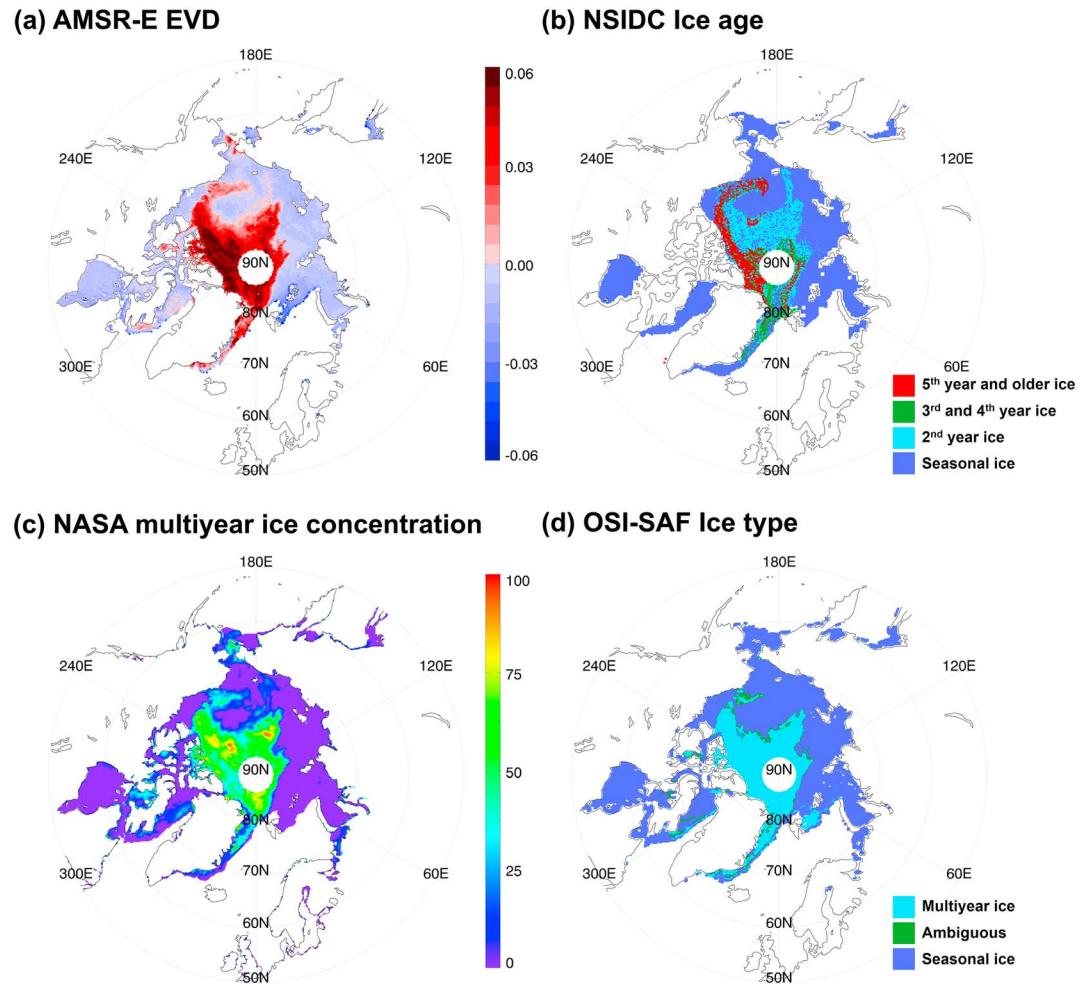 (a) AMSR-E EVD
180E
240E
120E
90N
80N
300E
70N
60E
60N
50N
0.06
0.03
0.00
-0.03
-0.06
(b) NSIDC Ice age
180E
240E
120E
90N
80N
300E
70N
60E
60N
50N
5th year and older ice
3rd and 4th year ice
2nd year ice
Seasonal ice
(c) NASA multiyear ice concentration
180E
240E
120E
90N
80N
300E
70N
60E
60N
50N
100
75
50
25
0
(d) OSI-SAF Ice type
180E
240E
120E
90N
80N
300E
70N
60E
60N
50N
Multiyear ice
Ambiguous
Seasonal ice